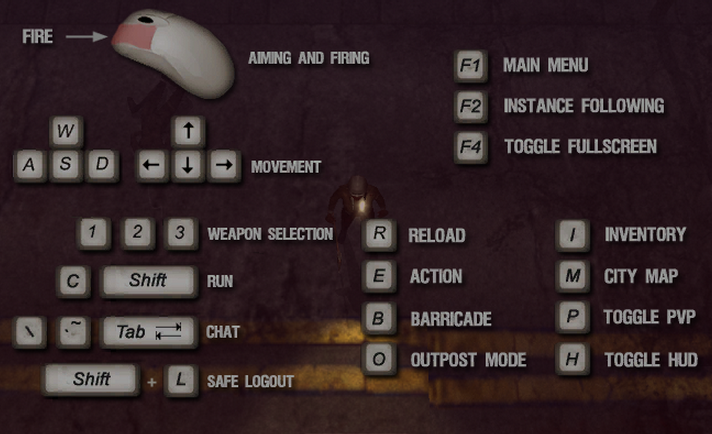 FIRE
AIMING AND FIRING
F1 MAIN MENU
F2 INSTANCE FOLLOWING
F4 TOGGLE FULLSCREEN
W ↑
A S D ← ↓ → MOVEMENT
1 2 3 WEAPON SELECTION
C Shift RUN
\ ~ Tab CHAT
Shift + L SAFE LOGOUT
R RELOAD
E ACTION
B BARRICADE
O OUTPOST MODE
I INVENTORY
M CITY MAP
P TOGGLE PVP
H TOGGLE HUD